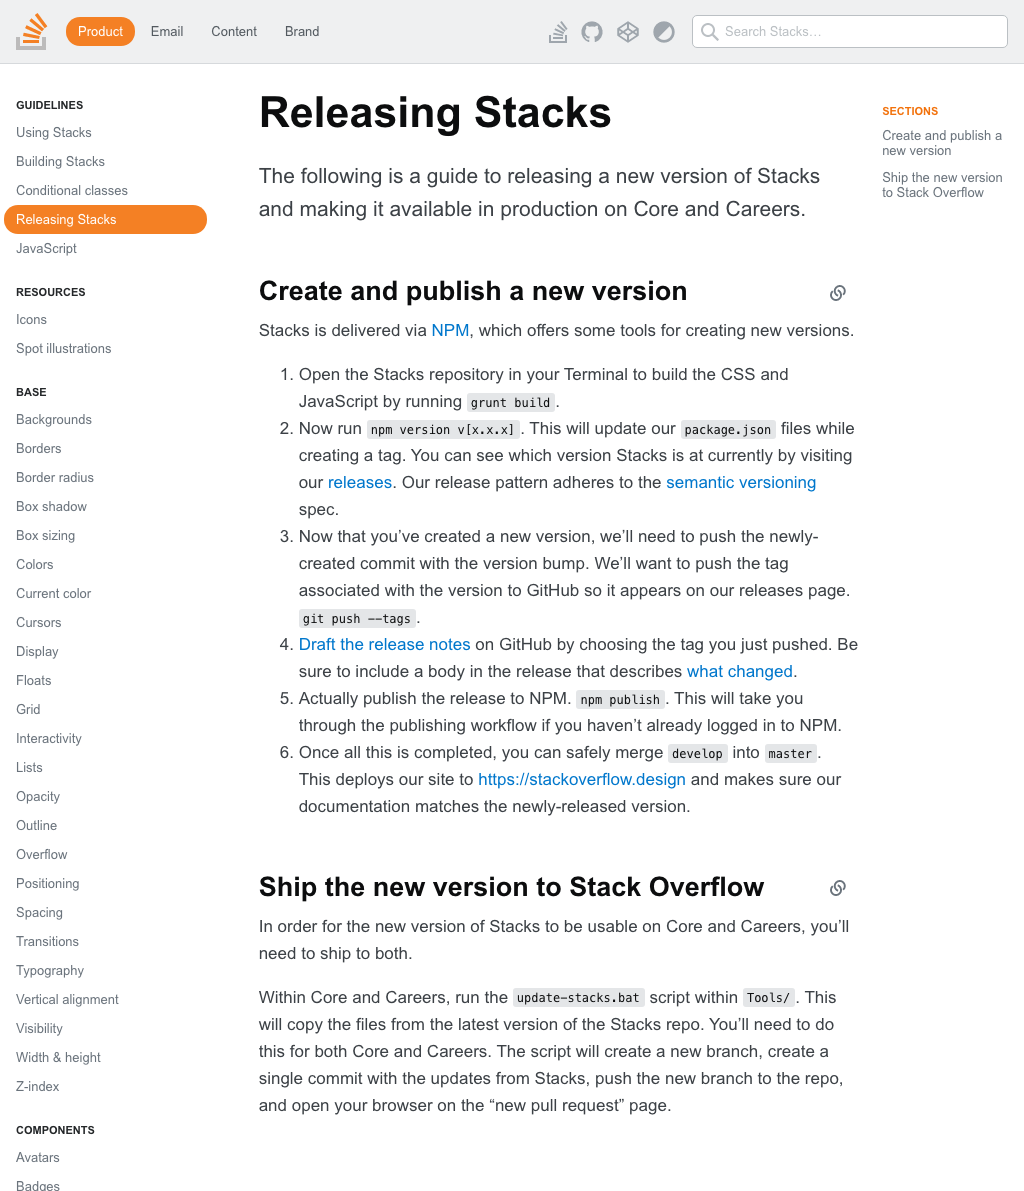 Product
Email
Content
Brand
Search Stacks…
GUIDELINES
Using Stacks
Building Stacks
Conditional classes
Releasing Stacks
JavaScript
RESOURCES
Icons
Spot illustrations
BASE
Backgrounds
Borders
Border radius
Box shadow
Box sizing
Colors
Current color
Cursors
Display
Floats
Grid
Interactivity
Lists
Opacity
Outline
Overflow
Positioning
Spacing
Transitions
Typography
Vertical alignment
Visibility
Width & height
Z-index
COMPONENTS
Avatars
Badges
Releasing Stacks
The following is a guide to releasing a new version of Stacks
and making it available in production on Core and Careers.
Create and publish a new version
Stacks is delivered via NPM, which offers some tools for creating new versions.
1. Open the Stacks repository in your Terminal to build the CSS and
JavaScript by running grunt build.
2. Now run npm version v[x.x.x]. This will update our package.json files while
creating a tag. You can see which version Stacks is at currently by visiting
our releases. Our release pattern adheres to the semantic versioning
spec.
3. Now that you’ve created a new version, we’ll need to push the newly-
created commit with the version bump. We’ll want to push the tag
associated with the version to GitHub so it appears on our releases page.
git push --tags.
4. Draft the release notes on GitHub by choosing the tag you just pushed. Be
sure to include a body in the release that describes what changed.
5. Actually publish the release to NPM. npm publish. This will take you
through the publishing workflow if you haven’t already logged in to NPM.
6. Once all this is completed, you can safely merge develop into master.
This deploys our site to https://stackoverflow.design and makes sure our
documentation matches the newly-released version.
Ship the new version to Stack Overflow
In order for the new version of Stacks to be usable on Core and Careers, you’ll
need to ship to both.
Within Core and Careers, run the update-stacks.bat script within Tools/. This
will copy the files from the latest version of the Stacks repo. You’ll need to do
this for both Core and Careers. The script will create a new branch, create a
single commit with the updates from Stacks, push the new branch to the repo,
and open your browser on the “new pull request” page.
SECTIONS
Create and publish a
new version
Ship the new version
to Stack Overflow